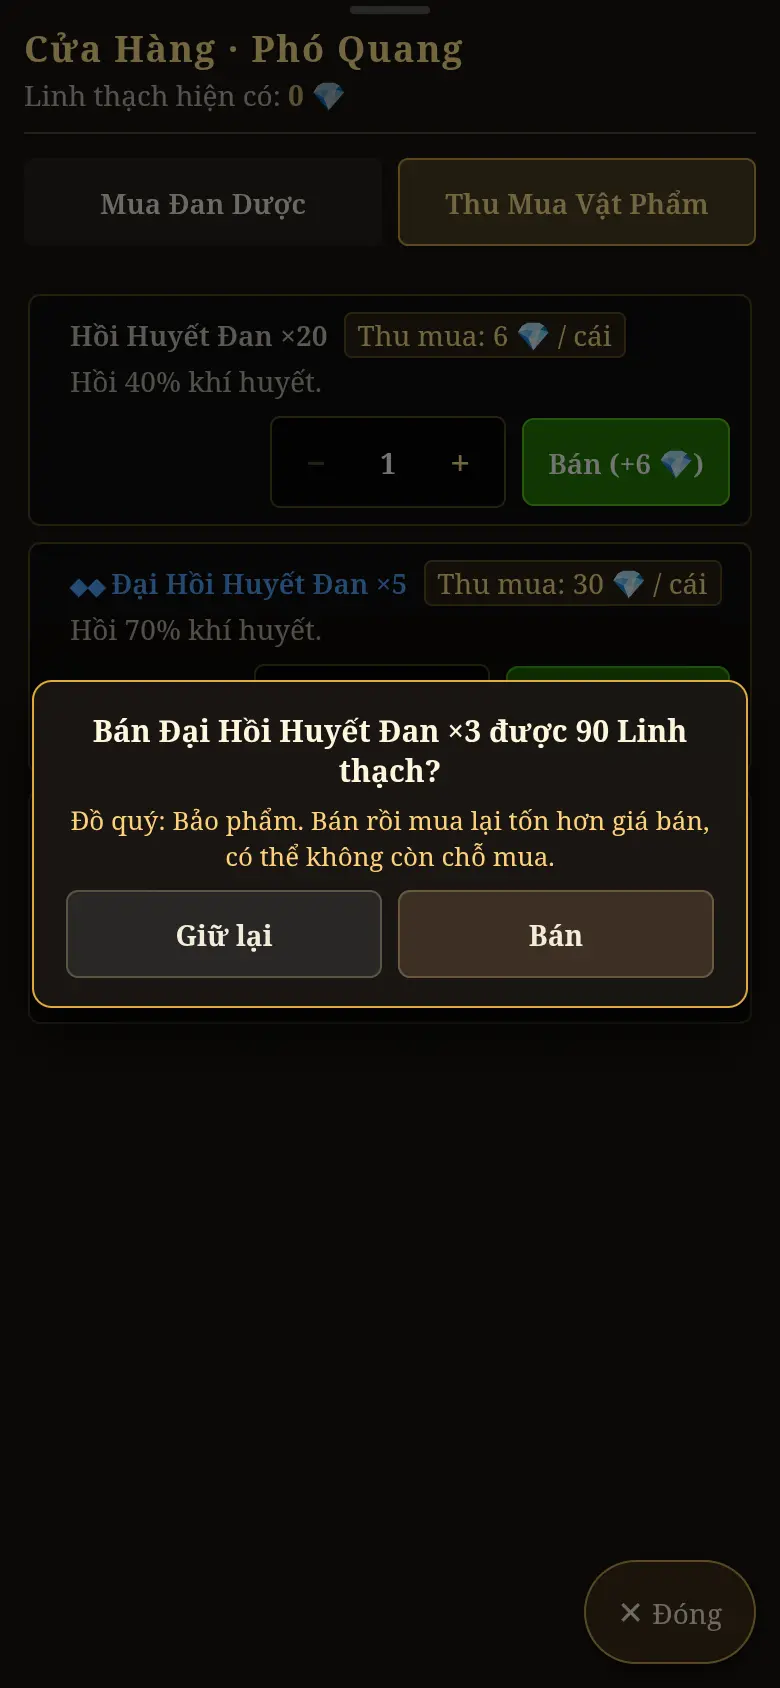 Cửa Hàng · Phó Quang
Linh thạch hiện có: 0 💎
Mua Đan Dược
Thu Mua Vật Phẩm
Hồi Huyết Đan ×20
Thu mua: 6 💎 / cái
Hồi 40% khí huyết.
− 1 +
Bán (+6 💎)
◆◆ Đại Hồi Huyết Đan ×5
Thu mua: 30 💎 / cái
Hồi 70% khí huyết.
Bán Đại Hồi Huyết Đan ×3 được 90 Linh
thạch?
Đồ quý: Bảo phẩm. Bán rồi mua lại tốn hơn giá bán,
có thể không còn chỗ mua.
Giữ lại
Bán
✕ Đóng